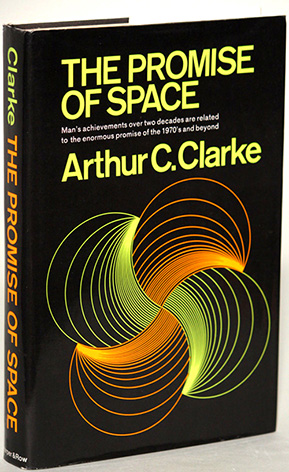 THE PROMISE
OF SPACE
Man's achievements over two decades are related
to the enormous promise of the 1970's and beyond
Arthur C. Clarke
Clarke THE PROMISE OF SPACE
&Row